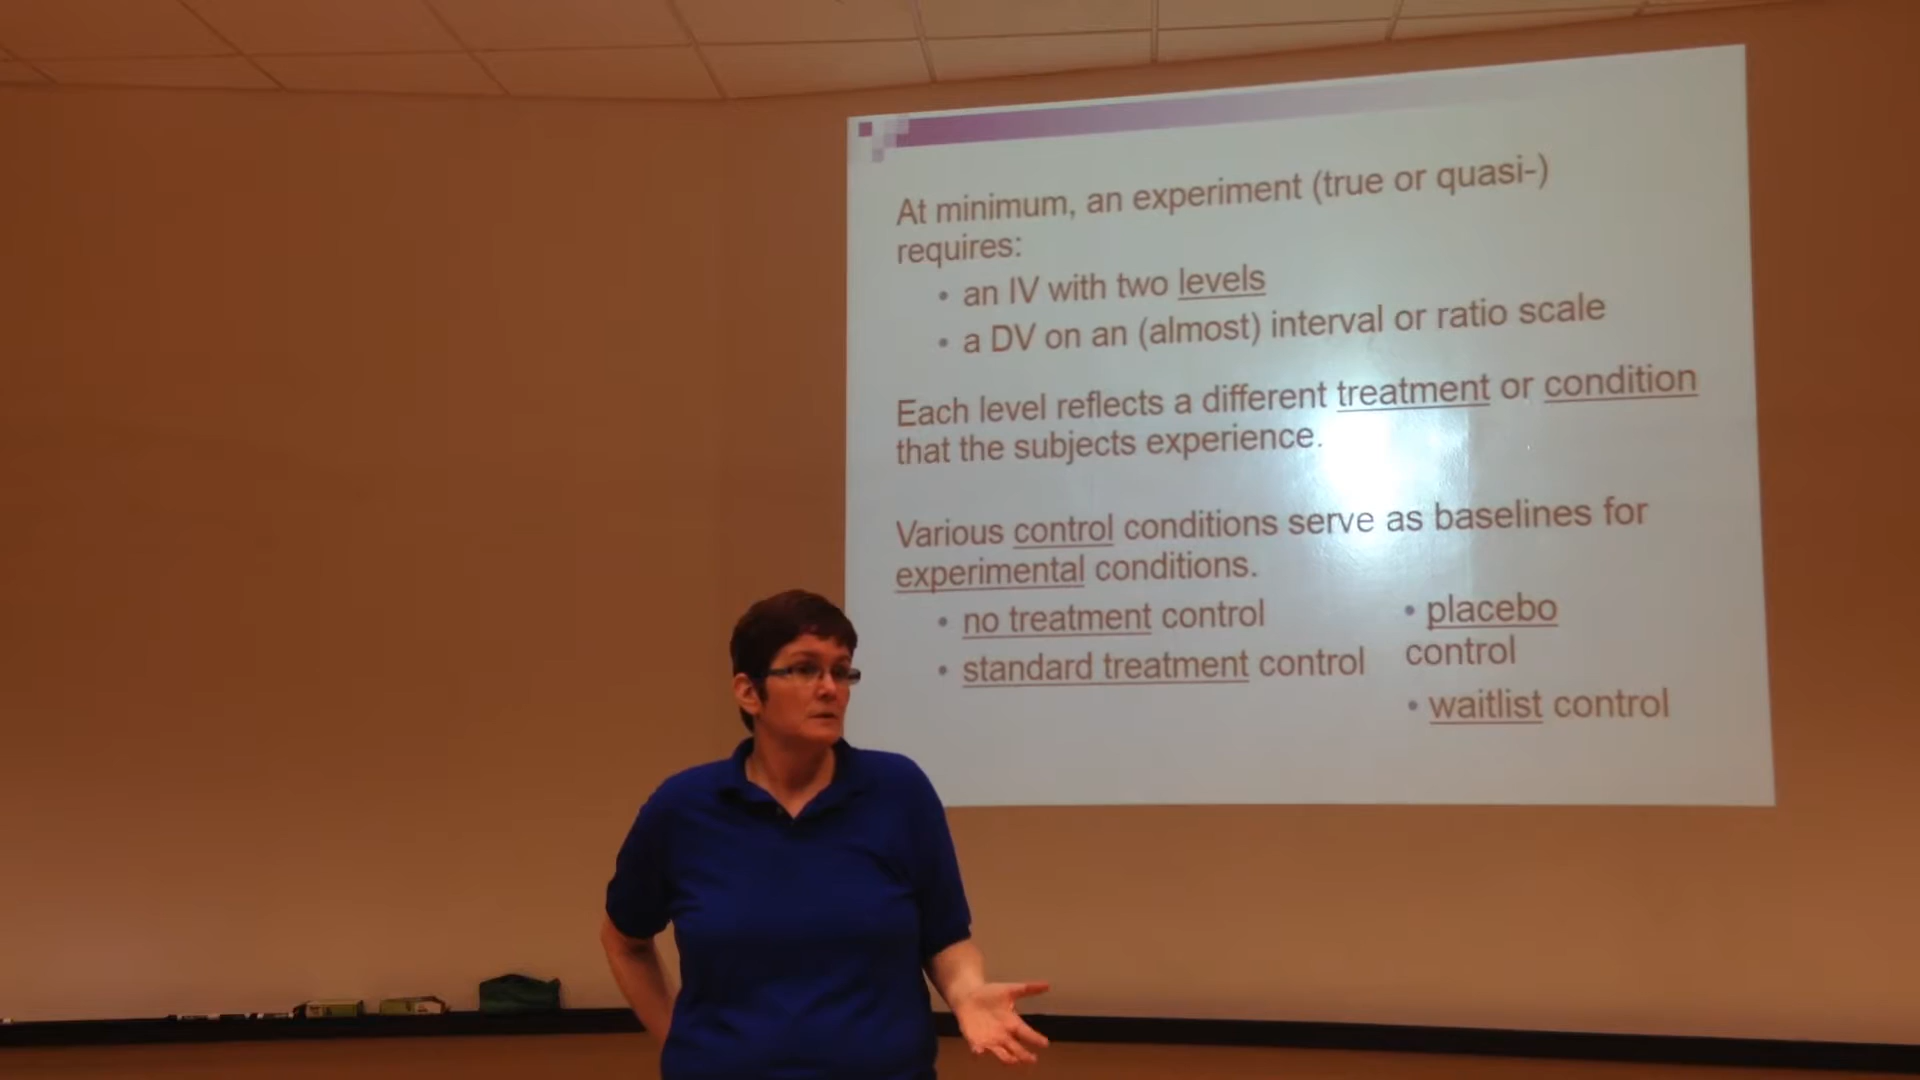 At minimum, an experiment (true or quasi-)
requires:
• an IV with two levels
• a DV on an (almost) interval or ratio scale
Each level reflects a different treatment or condition
that the subjects experience.
Various control conditions serve as baselines for
experimental conditions.
• no treatment control
• standard treatment control
• placebo
control
• waitlist control